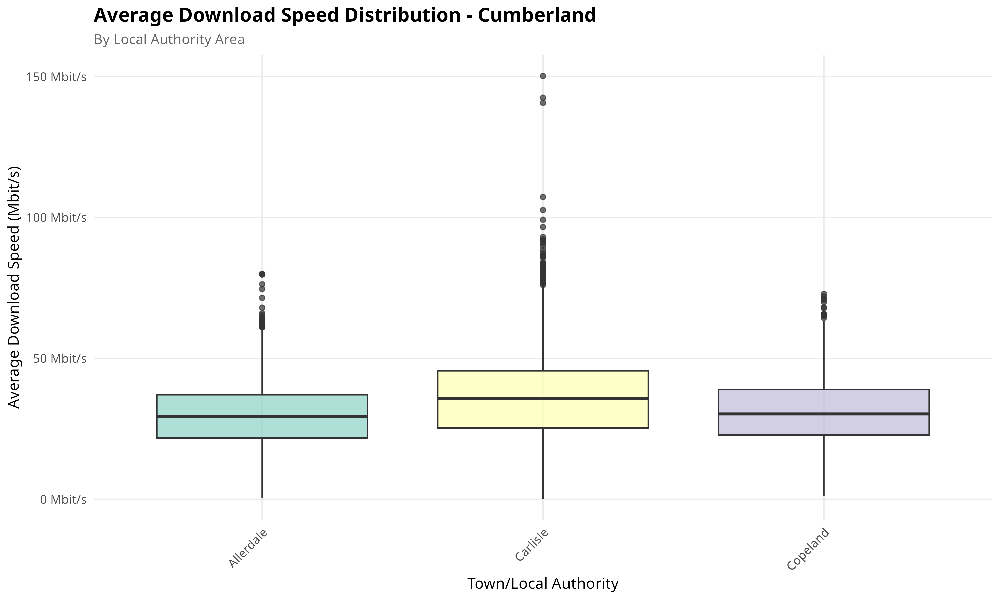 Average Download Speed Distribution - Cumberland
By Local Authority Area
Average Download Speed (Mbit/s)
150 Mbit/s
100 Mbit/s
50 Mbit/s
0 Mbit/s
Allerdale
Carlisle
Copeland
Town/Local Authority